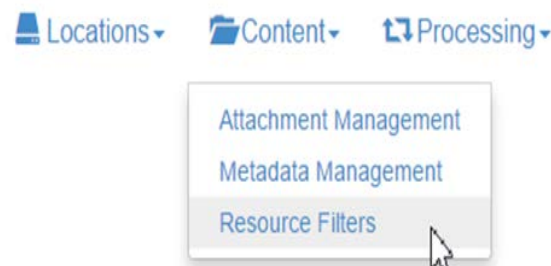 Locations Content Processing
Attachment Management
Metadata Management
Resource Filters